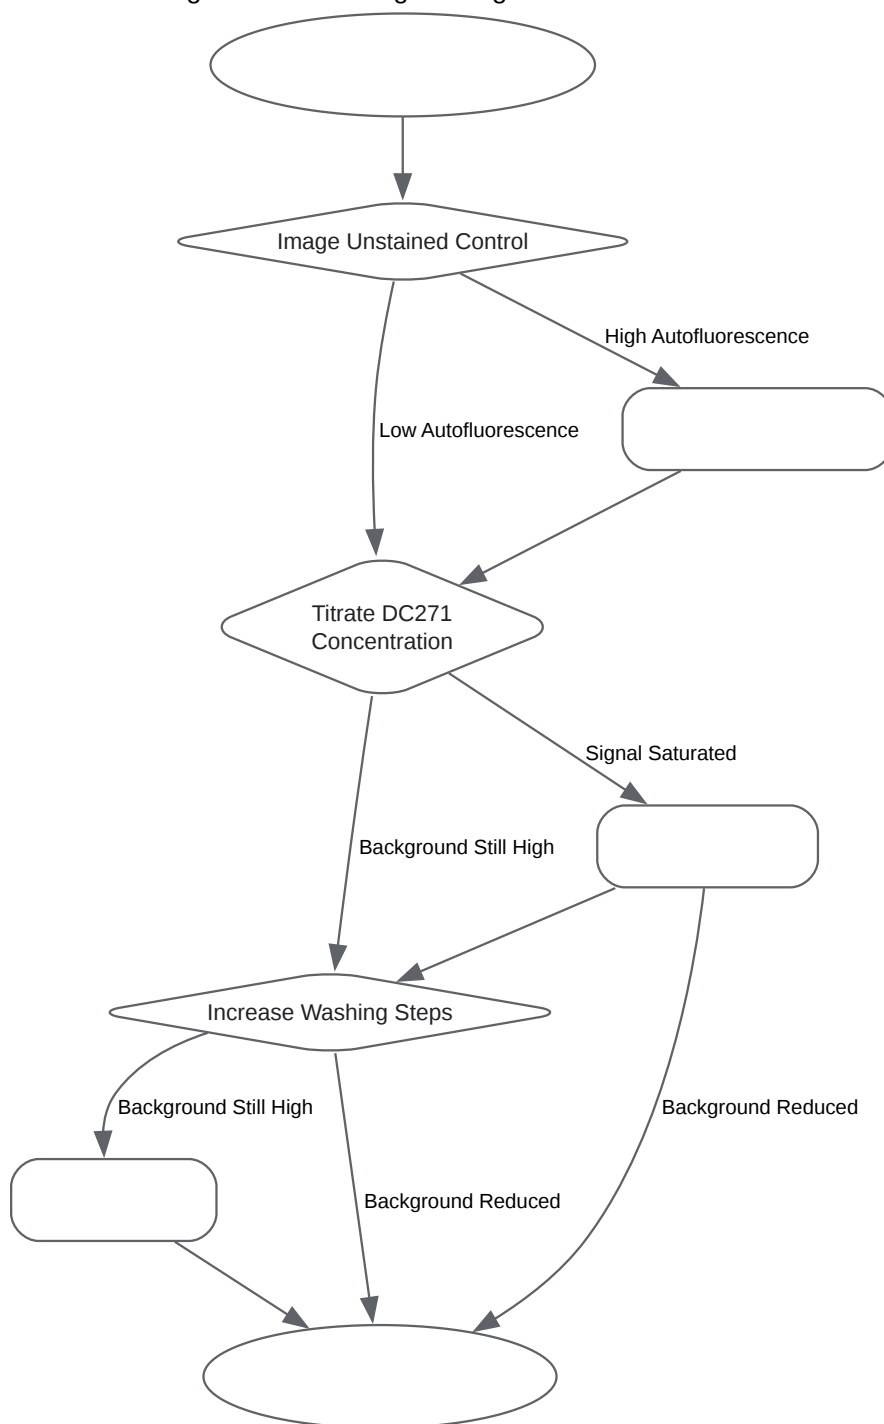 Image Unstained Control
High Autofluorescence
Low Autofluorescence
Titrate DC271
Concentration
Signal Saturated
Background Still High
Increase Washing Steps
Background Still High
Background Reduced
Background Reduced